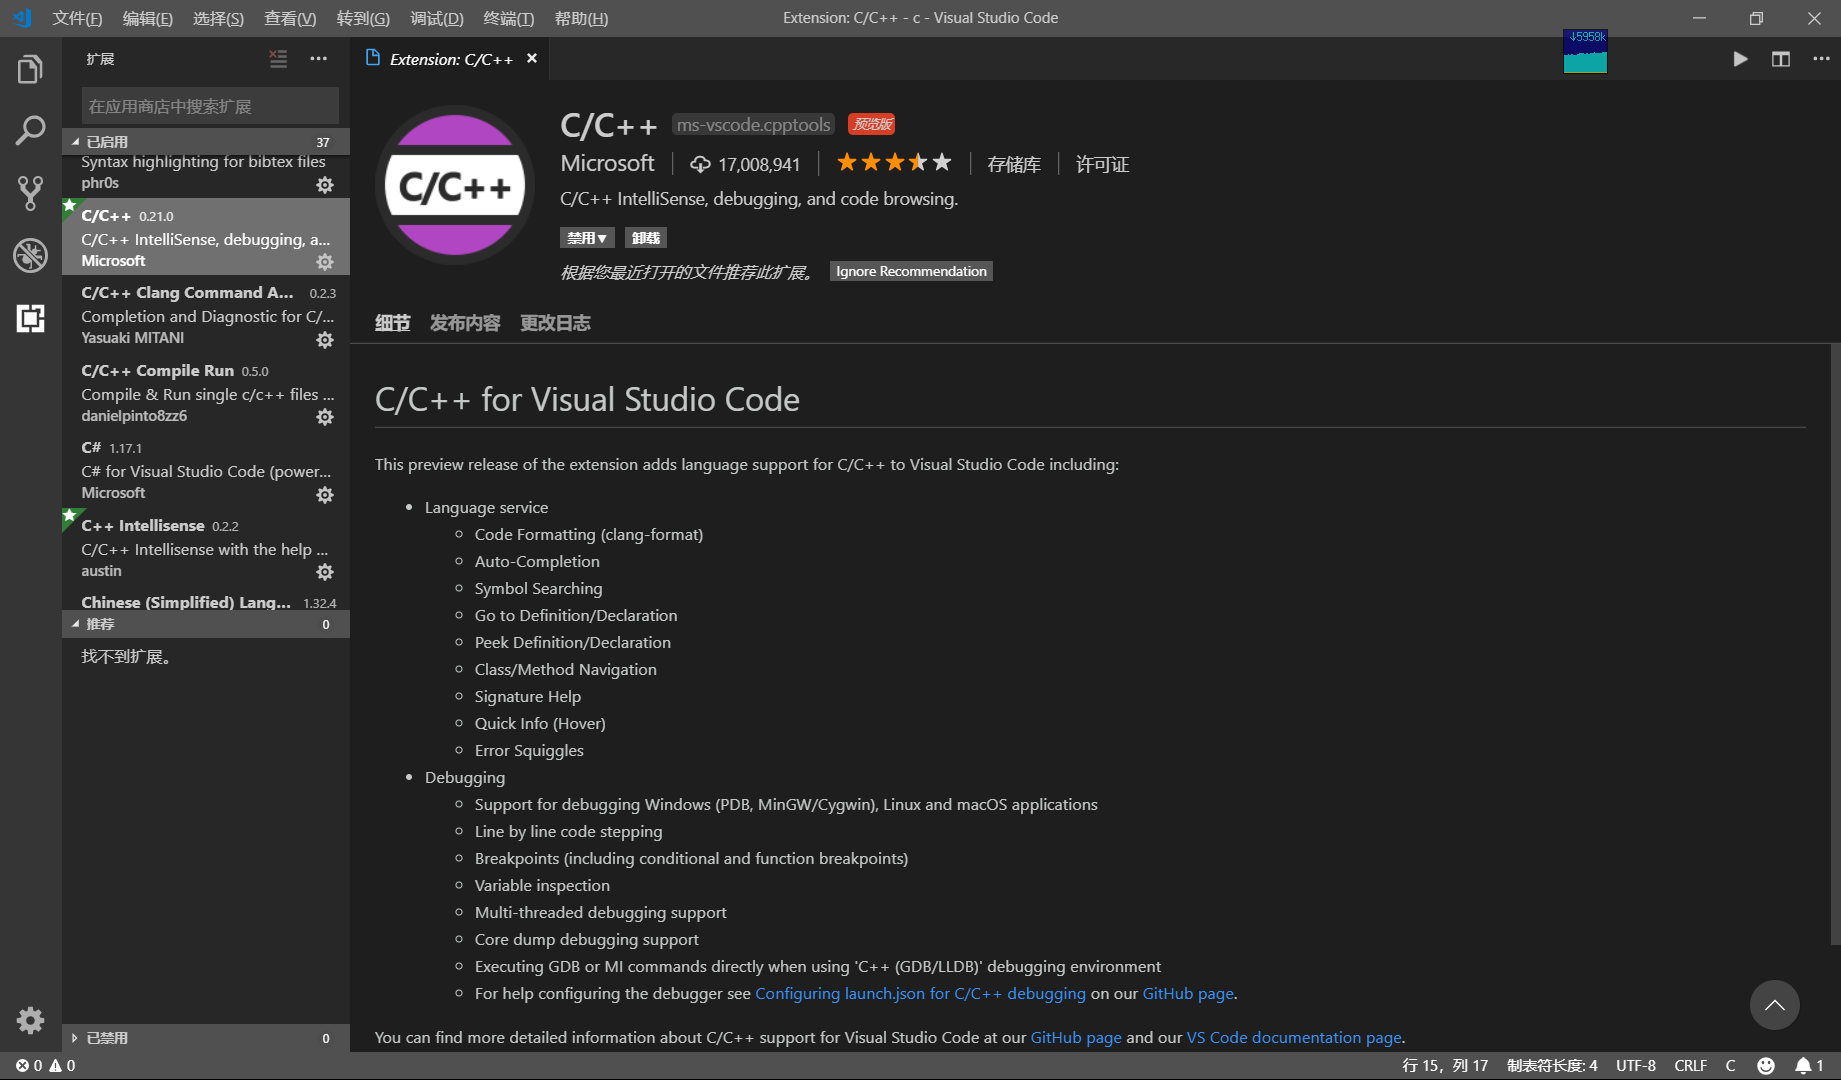 文件(F) 编辑(E) 选择(S) 查看(V) 转到(G) 调试(D) 终端(T) 帮助(H)
Extension: C/C++ - c - Visual Studio Code
↓5958k
扩展
在应用商店中搜索扩展
已启用 37
Syntax highlighting for bibtex files
phr0s
C/C++ 0.21.0
C/C++ IntelliSense, debugging, a...
Microsoft
C/C++ Clang Command A... 0.2.3
Completion and Diagnostic for C/...
Yasuaki MITANI
C/C++ Compile Run 0.5.0
Compile & Run single c/c++ files ...
danielpinto8zz6
C# 1.17.1
C# for Visual Studio Code (power...
Microsoft
C++ Intellisense 0.2.2
C/C++ Intellisense with the help ...
austin
Chinese (Simplified) Lang... 1.32.4
推荐 0
找不到扩展。
已禁用 0
Extension: C/C++
C/C++
C/C++ ms-vscode.cpptools 预览版
Microsoft 17,008,941 存储库 许可证
C/C++ IntelliSense, debugging, and code browsing.
禁用▼ 卸载
根据您最近打开的文件推荐此扩展。 Ignore Recommendation
细节 发布内容 更改日志
C/C++ for Visual Studio Code
This preview release of the extension adds language support for C/C++ to Visual Studio Code including:
Language service
Code Formatting (clang-format)
Auto-Completion
Symbol Searching
Go to Definition/Declaration
Peek Definition/Declaration
Class/Method Navigation
Signature Help
Quick Info (Hover)
Error Squiggles
Debugging
Support for debugging Windows (PDB, MinGW/Cygwin), Linux and macOS applications
Line by line code stepping
Breakpoints (including conditional and function breakpoints)
Variable inspection
Multi-threaded debugging support
Core dump debugging support
Executing GDB or MI commands directly when using 'C++ (GDB/LLDB)' debugging environment
For help configuring the debugger see Configuring launch.json for C/C++ debugging on our GitHub page.
You can find more detailed information about C/C++ support for Visual Studio Code at our GitHub page and our VS Code documentation page.
0 0
行 15，列 17 制表符长度: 4 UTF-8 CRLF C 1